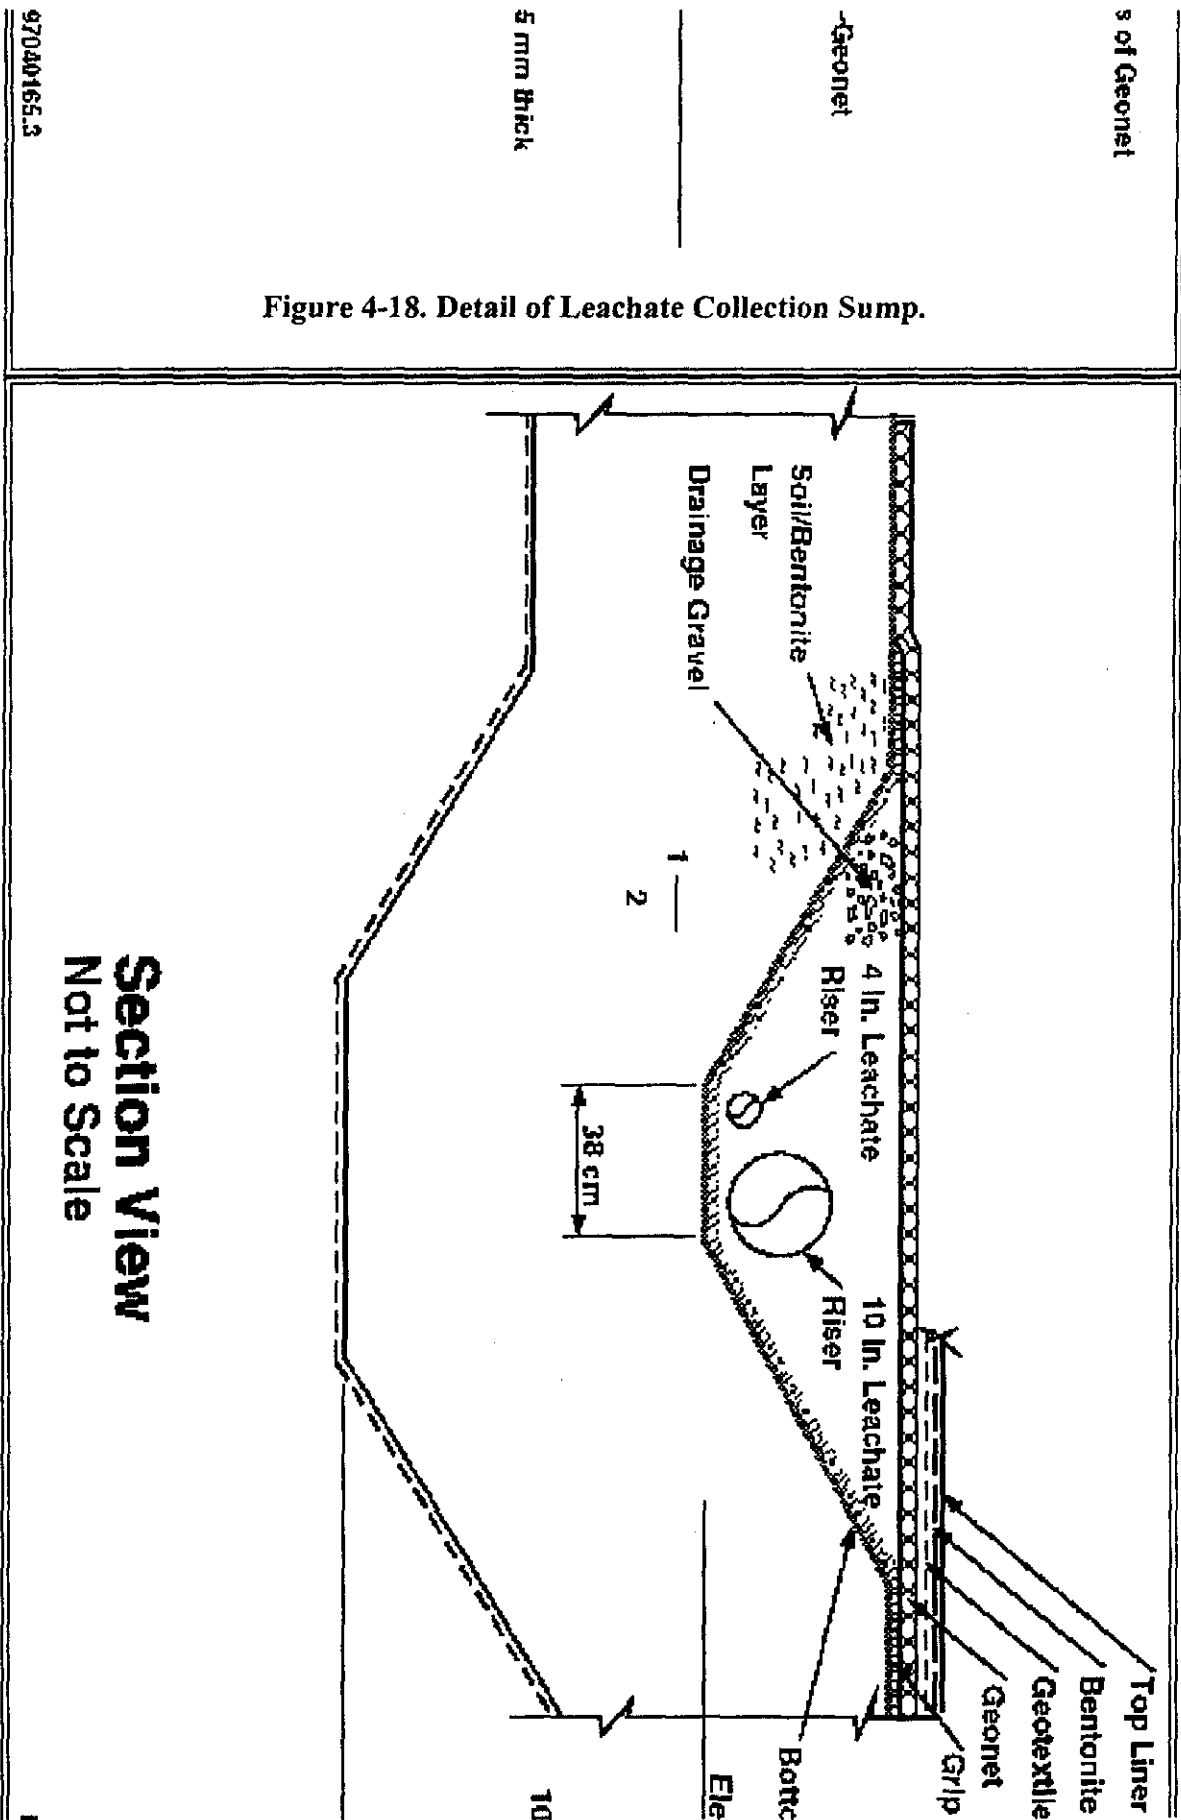 s of Geonet
-Geonet
5 mm thick
97040165.3
Figure 4-18. Detail of Leachate Collection Sump.
Top Liner
Bentonite
Geotextile
Geonet
Grip
Soil/Bentonite
Layer
Drainage Gravel
4 in. Leachate
Riser
10 in. Leachate
Riser
1
2
38 cm
Botto
Ele
10
Section View
Not to Scale